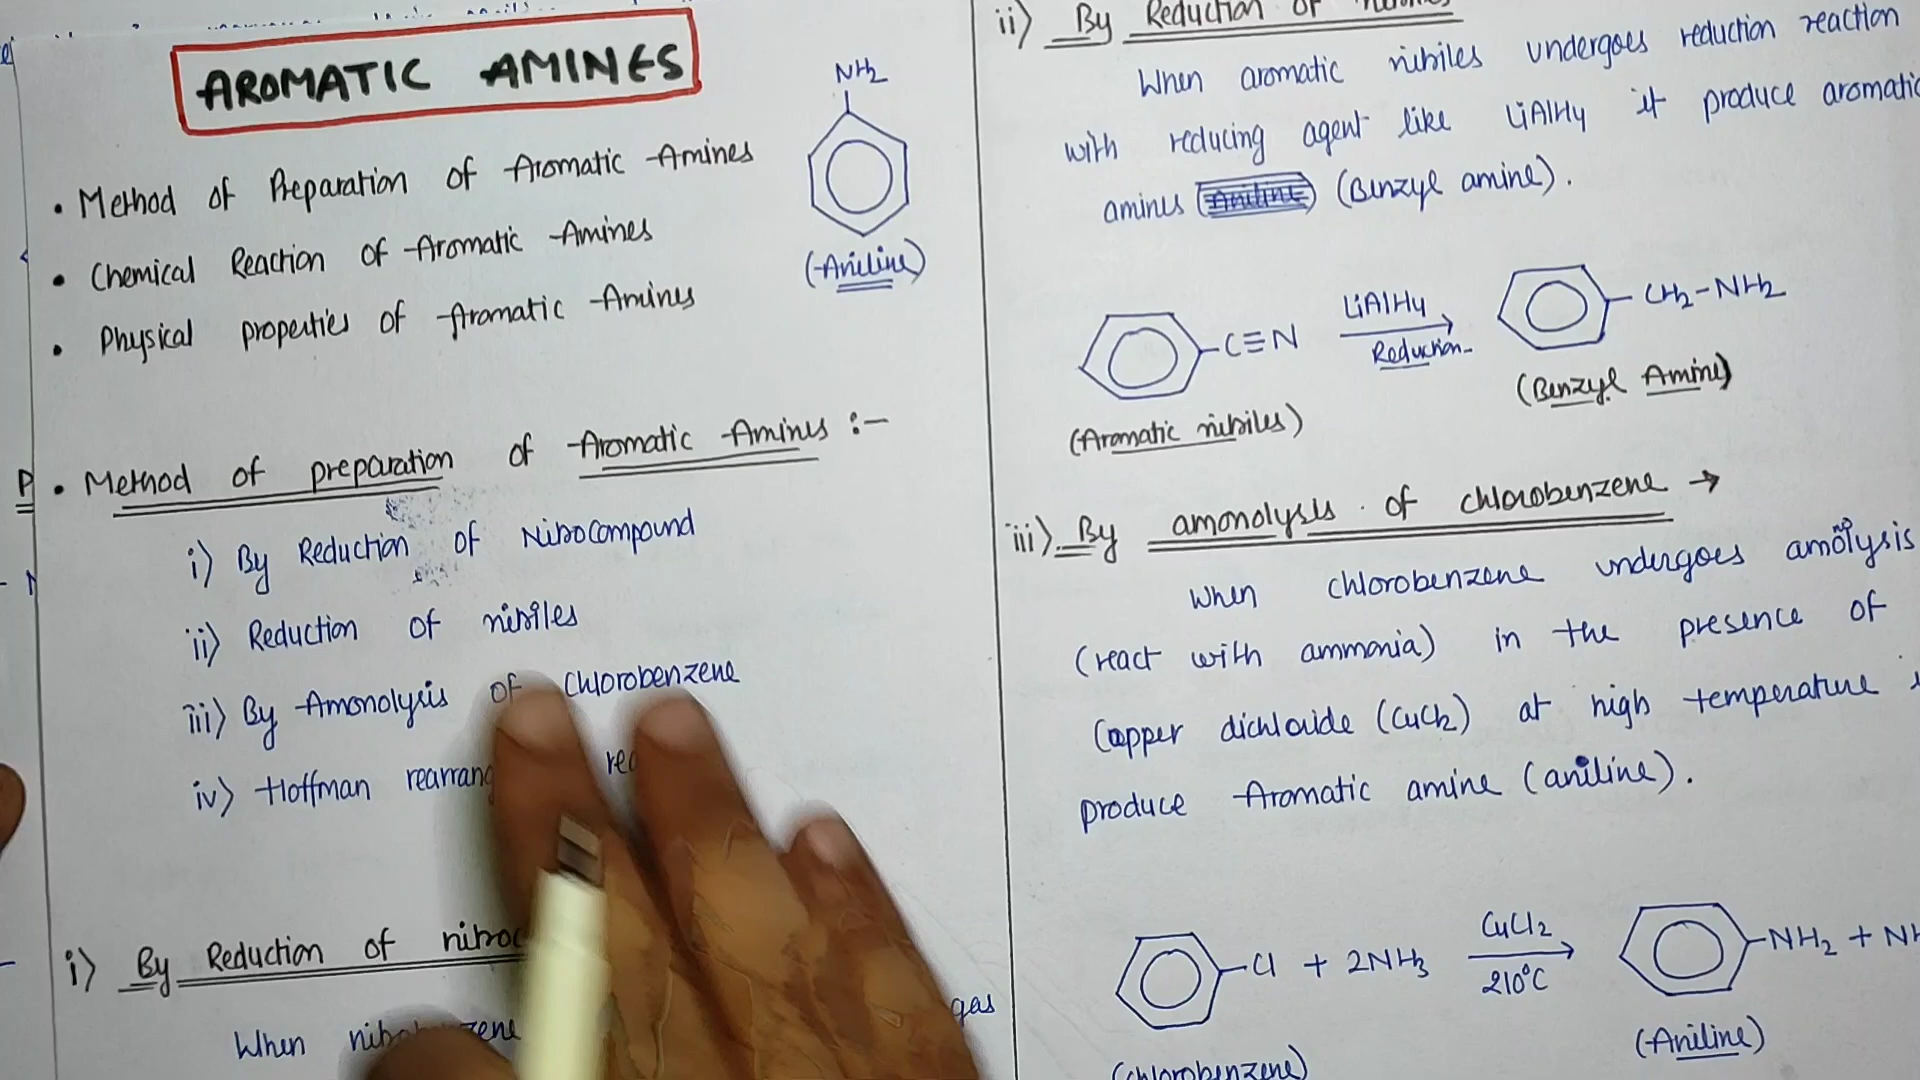 AROMATIC AMINES
NH2
(Aniline)
• Method of Preparation of Aromatic Amines
• Chemical Reaction of Aromatic Amines
• Physical properties of Aromatic Amines
• Method of preparation of Aromatic Amines :-
i) By Reduction of Nitrocompound
ii) Reduction of nitriles
iii) By Amonolysis of Chlorobenzene
iv) Hoffman
i) By Reduction of
When
gas
ii) By Reduction of
When aromatic nitriles undergoes reduction reaction
with reducing agent like LiAlH4 it produce aromatic
amines (Benzyl amine).
C≡N
LiAlH4
Reduction
CH2-NH2
(Aromatic nitriles)
(Benzyl Amine)
iii) By amonolysis of chlorobenzene →
When chlorobenzene undergoes amonolysis
(react with ammonia) in the presence of
Copper dichloride (CuCl2) at high temperature
produce Aromatic amine (aniline).
Cl + 2NH3
CuCl2
210°C
NH2 +
(Chlorobenzene)
(Aniline)